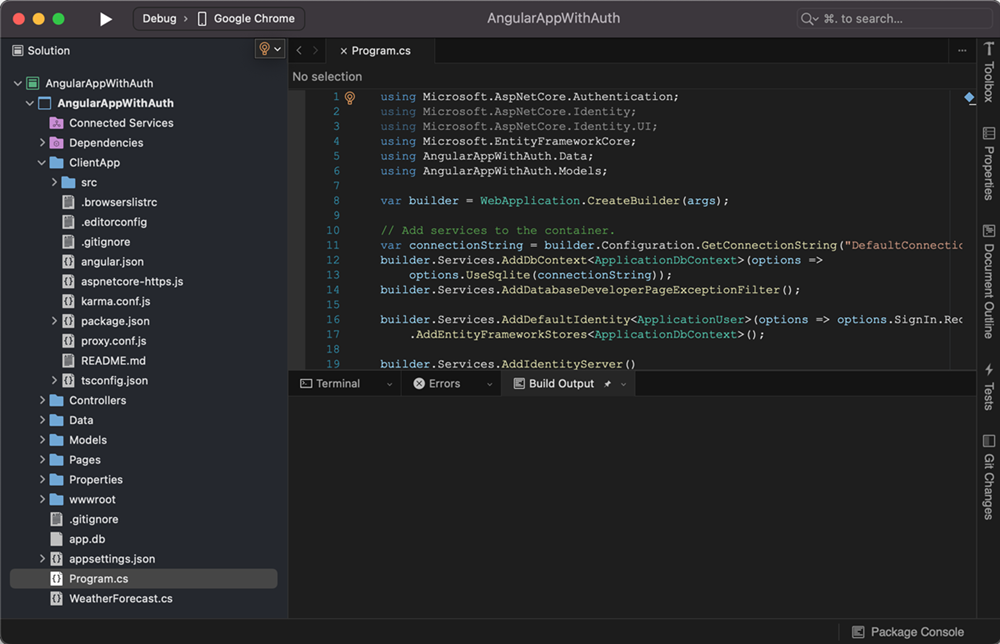 Debug › Google Chrome
AngularAppWithAuth
⌘. to search...
Solution
AngularAppWithAuth
AngularAppWithAuth
Connected Services
Dependencies
ClientApp
src
.browserslistrc
.editorconfig
.gitignore
angular.json
aspnetcore-https.js
karma.conf.js
package.json
proxy.conf.js
README.md
tsconfig.json
Controllers
Data
Models
Pages
Properties
wwwroot
.gitignore
app.db
appsettings.json
Program.cs
WeatherForecast.cs
× Program.cs
No selection
1 using Microsoft.AspNetCore.Authentication;
2 using Microsoft.AspNetCore.Identity;
3 using Microsoft.AspNetCore.Identity.UI;
4 using Microsoft.EntityFrameworkCore;
5 using AngularAppWithAuth.Data;
6 using AngularAppWithAuth.Models;
7
8 var builder = WebApplication.CreateBuilder(args);
9
10 // Add services to the container.
11 var connectionString = builder.Configuration.GetConnectionString("DefaultConnectic
12 builder.Services.AddDbContext<ApplicationDbContext>(options =>
13 options.UseSqlite(connectionString));
14 builder.Services.AddDatabaseDeveloperPageExceptionFilter();
15
16 builder.Services.AddDefaultIdentity<ApplicationUser>(options => options.SignIn.Rec
17 .AddEntityFrameworkStores<ApplicationDbContext>();
18
19 builder.Services.AddIdentityServer()
Terminal
Errors
Build Output
Toolbox
Properties
Document Outline
Tests
Git Changes
Package Console